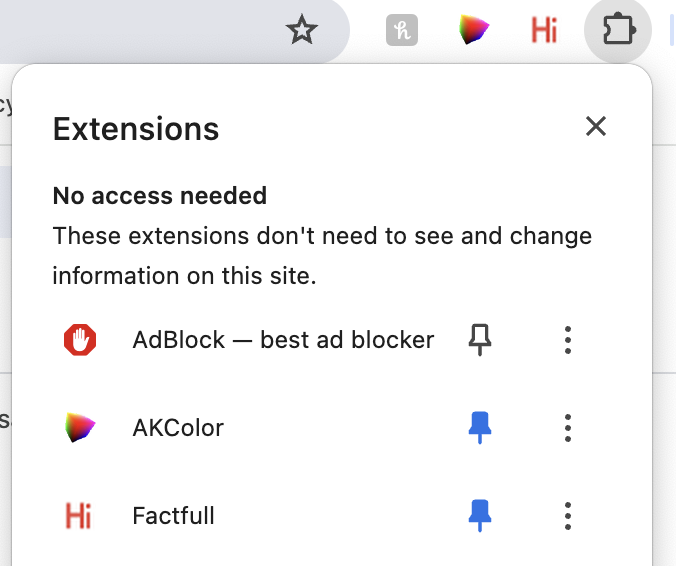 Hi
Extensions
No access needed
These extensions don't need to see and change
information on this site.
AdBlock — best ad blocker
AKColor
Hi Factfull